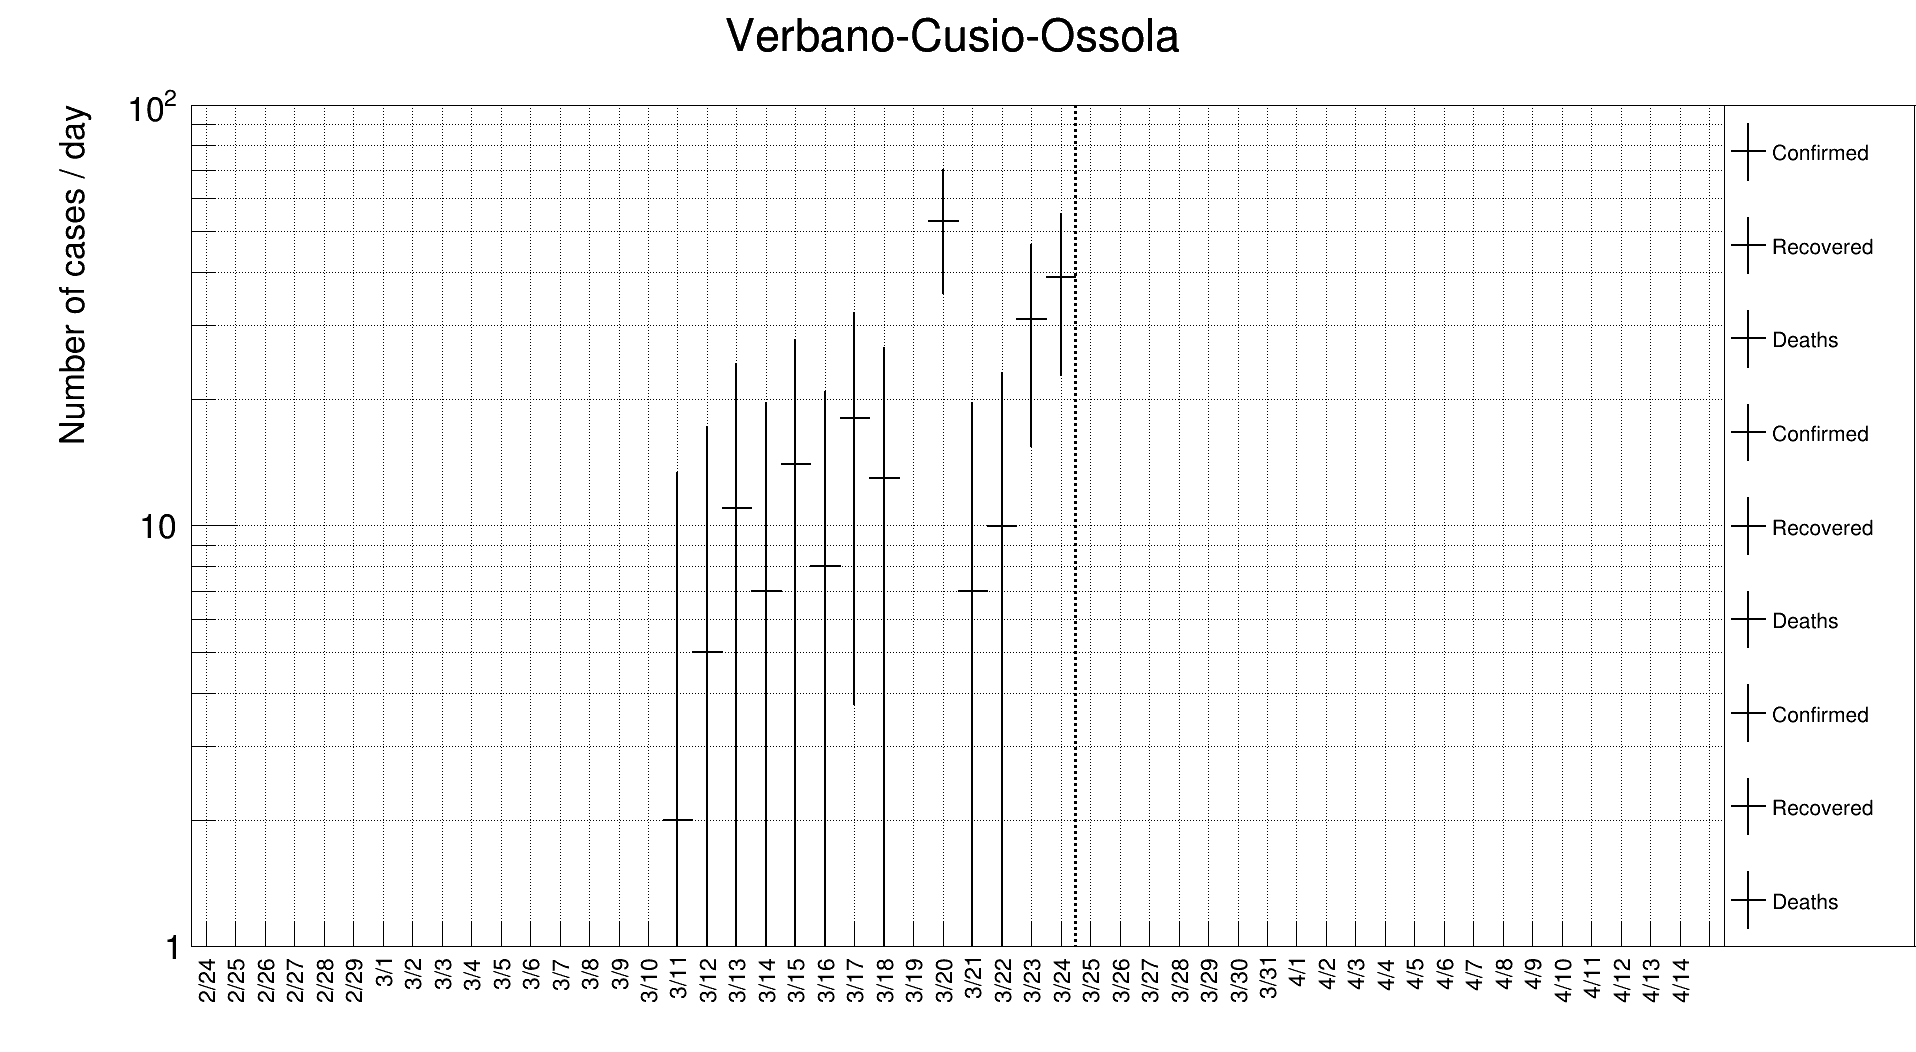 Verbano-Cusio-Ossola
Number of cases / day
10²
10
1
2/24 2/25 2/26 2/27 2/28 2/29 3/1 3/2 3/3 3/4 3/5 3/6 3/7 3/8 3/9 3/10 3/11 3/12 3/13 3/14 3/15 3/16 3/17 3/18 3/19 3/20 3/21 3/22 3/23 3/24 3/25 3/26 3/27 3/28 3/29 3/30 3/31 4/1 4/2 4/3 4/4 4/5 4/6 4/7 4/8 4/9 4/10 4/11 4/12 4/13 4/14
Confirmed
Recovered
Deaths
Confirmed
Recovered
Deaths
Confirmed
Recovered
Deaths